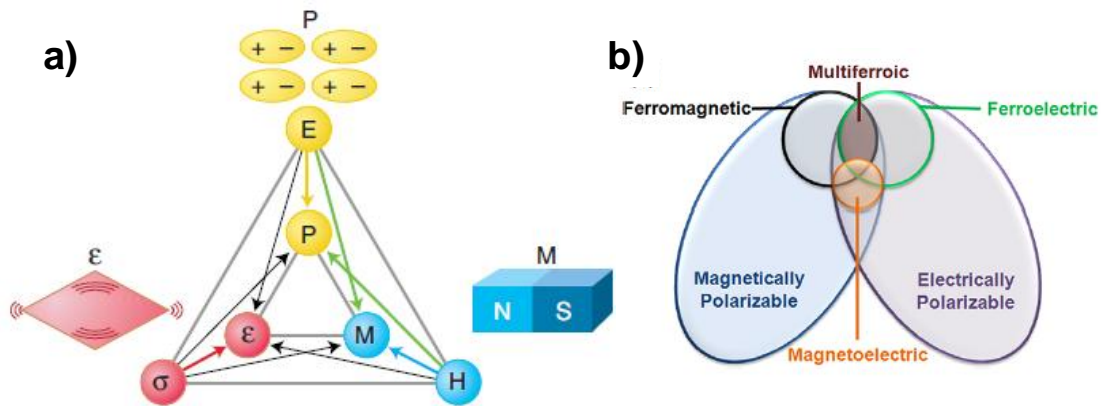 a)
P
+ − + −
+ − + −
E
P
ε
ε
M
σ
H
M
N S
b)
Multiferroic
Ferromagnetic
Ferroelectric
Magnetically
Polarizable
Electrically
Polarizable
Magnetoelectric